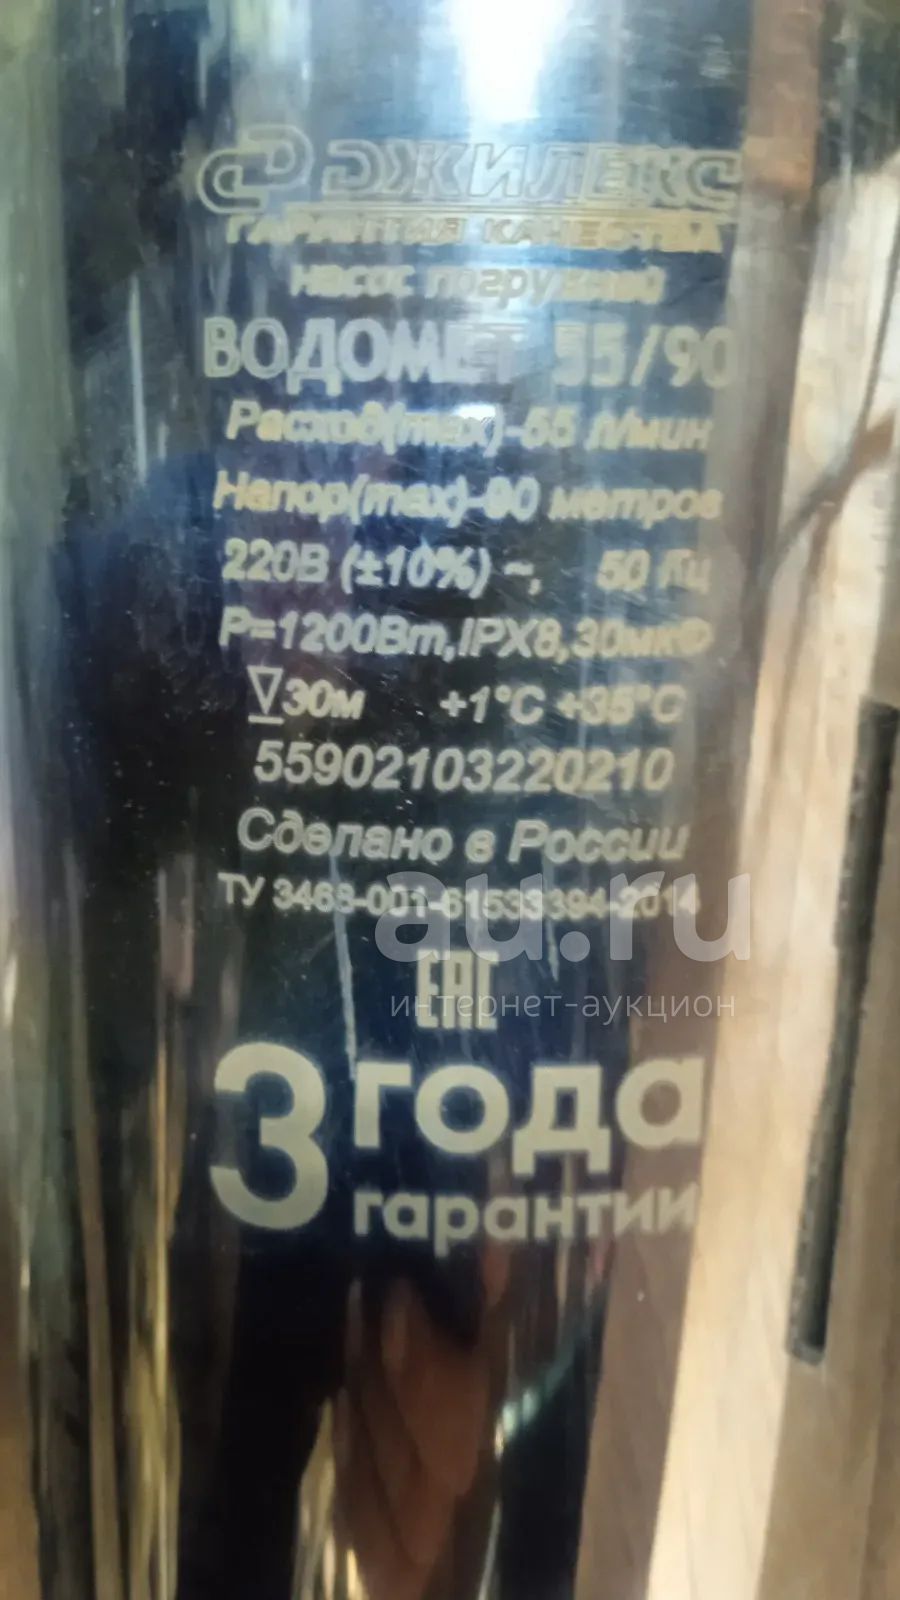 ДЖИЛЕКС
ГАРАНТИЯ КАЧЕСТВА
насос погружной
ВОДОМЕТ 55/90
Расход(max)-55 л/мин
Напор(max)-90 метров
220В (±10%) ~, 50 Гц
P=1200Вт,IPX8,30мкФ
30м +1°C +35°C
55902103220210
Сделано в России
ТУ 3468-001-61533394-2014
au.ru
ЕАС
интернет-аукцион
3 года
гарантии